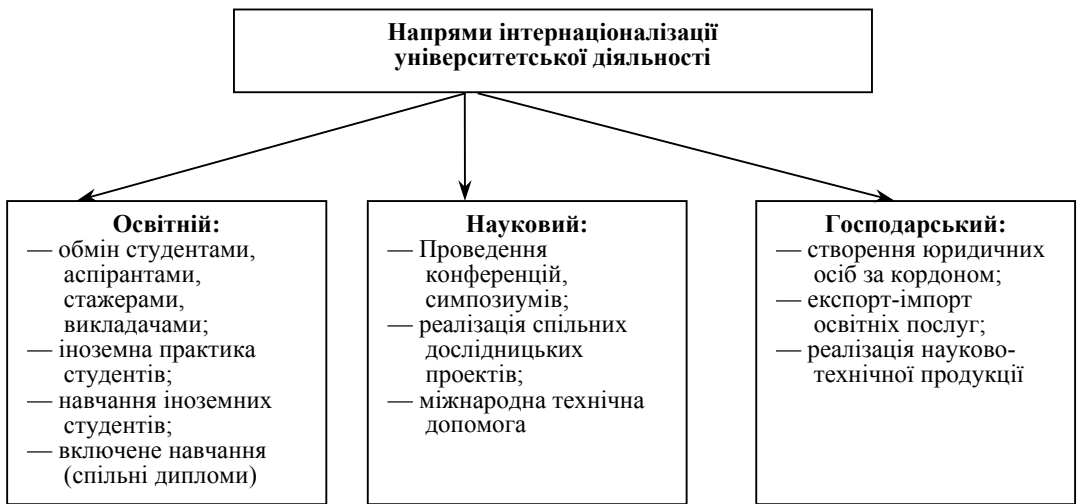 Напрями інтернаціоналізації
університетської діяльності
Освітній:
— обмін студентами,
аспірантами,
стажерами,
викладачами;
— іноземна практика
студентів;
— навчання іноземних
студентів;
— включене навчання
(спільні дипломи)
Науковий:
— Проведення
конференцій,
симпозиумів;
— реалізація спільних
дослідницьких
проектів;
— міжнародна технічна
допомога
Господарський:
— створення юридичних
осіб за кордоном;
— експорт-імпорт
освітніх послуг;
— реалізація науково-
технічної продукції